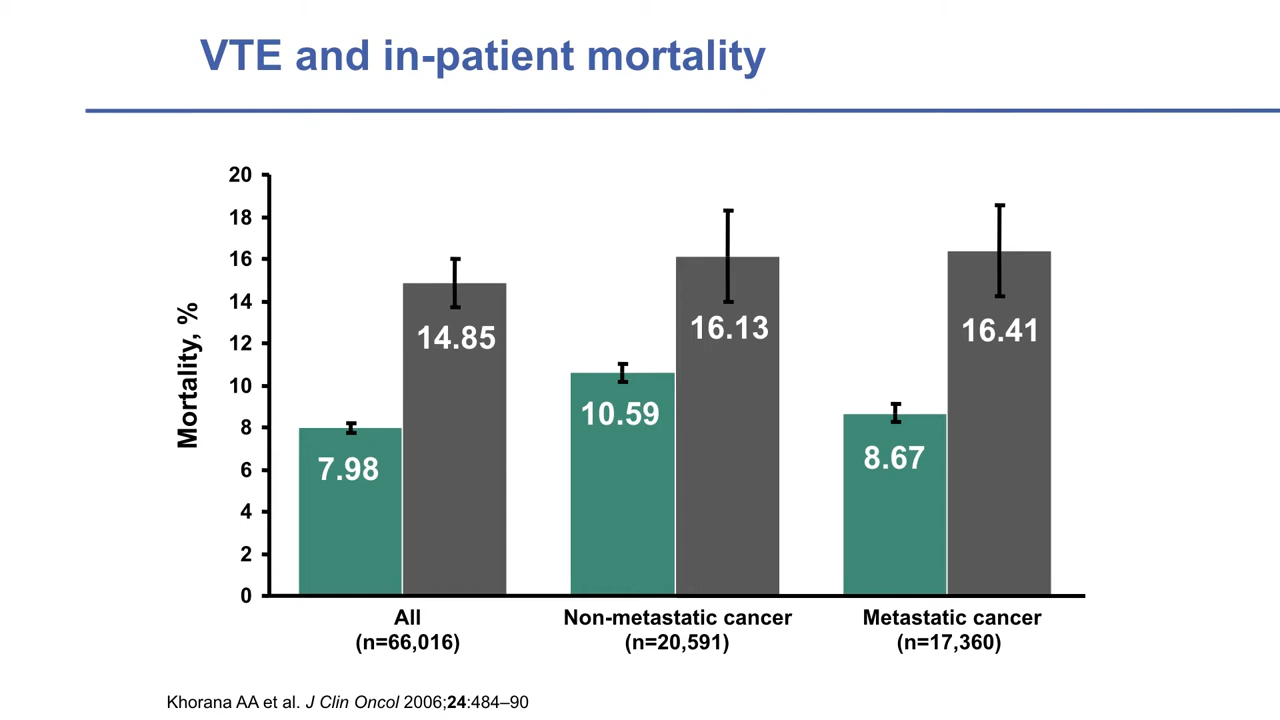 VTE and in-patient mortality
Mortality, %
20
18
16
14
12
10
8
6
4
2
0
7.98
14.85
10.59
16.13
8.67
16.41
All
(n=66,016)
Non-metastatic cancer
(n=20,591)
Metastatic cancer
(n=17,360)
Khorana AA et al. J Clin Oncol 2006;24:484–90